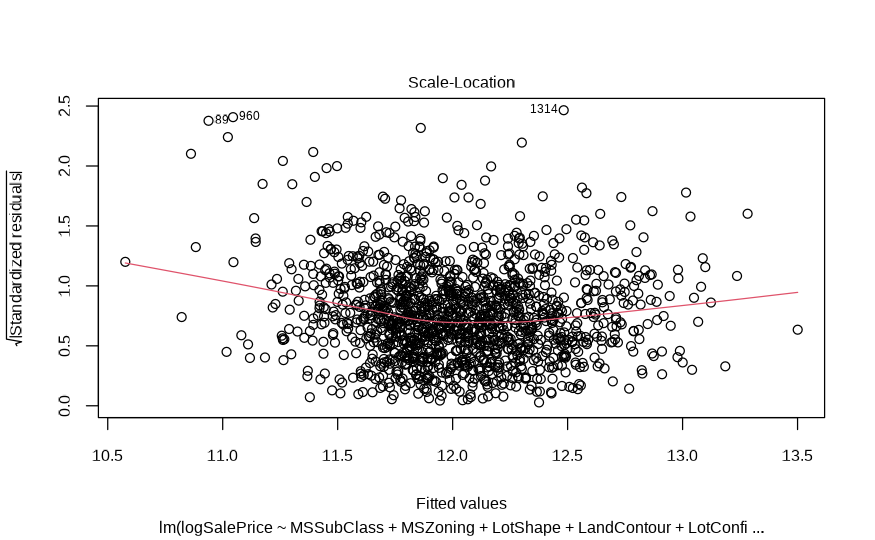 Scale-Location
√|Standardized residuals|
2.5
2.0
1.5
1.0
0.5
0.0
89
960
1314
10.5 11.0 11.5 12.0 12.5 13.0 13.5
Fitted values
lm(logSalePrice ~ MSSubClass + MSZoning + LotShape + LandContour + LotConfi ...